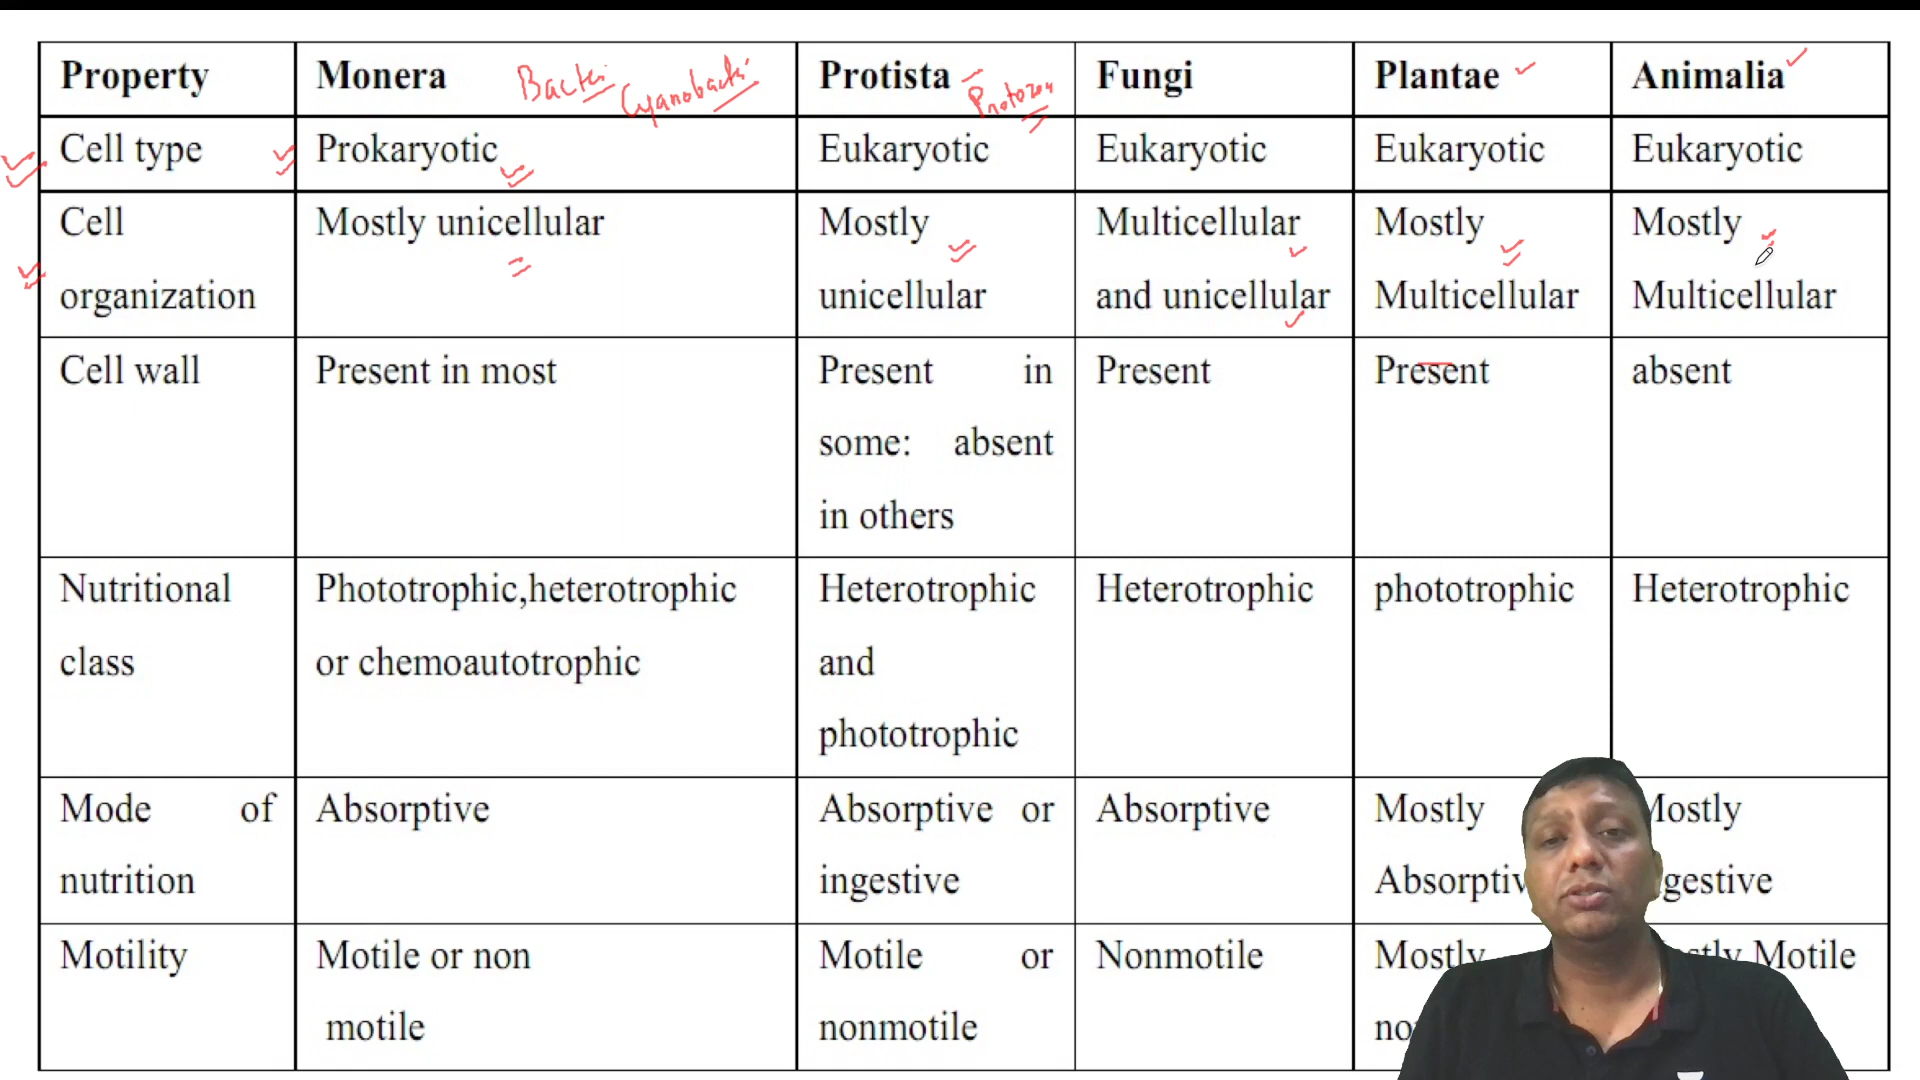 Property Monera Bacteri Cyanobacteri Protista Protozoa Fungi Plantae Animalia
Cell type Prokaryotic Eukaryotic Eukaryotic Eukaryotic Eukaryotic
Cell Mostly unicellular Mostly Multicellular Mostly Mostly
organization unicellular and unicellular Multicellular Multicellular
Cell wall Present in most Present in Present Present absent
some: absent
in others
Nutritional Phototrophic,heterotrophic Heterotrophic Heterotrophic phototrophic Heterotrophic
class or chemoautotrophic and
phototrophic
Mode of Absorptive Absorptive or Absorptive Mostly Mostly
nutrition ingestive
Motility Motile or non Motile or Nonmotile Mostly Motile
motile nonmotile